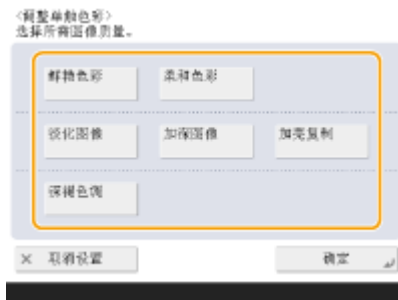 <调整单触色彩>
选择所需图像质量。
鲜艳色彩
柔和色彩
淡化图像
加深图像
加亮复制
深褐色调
× 取消设置
确定